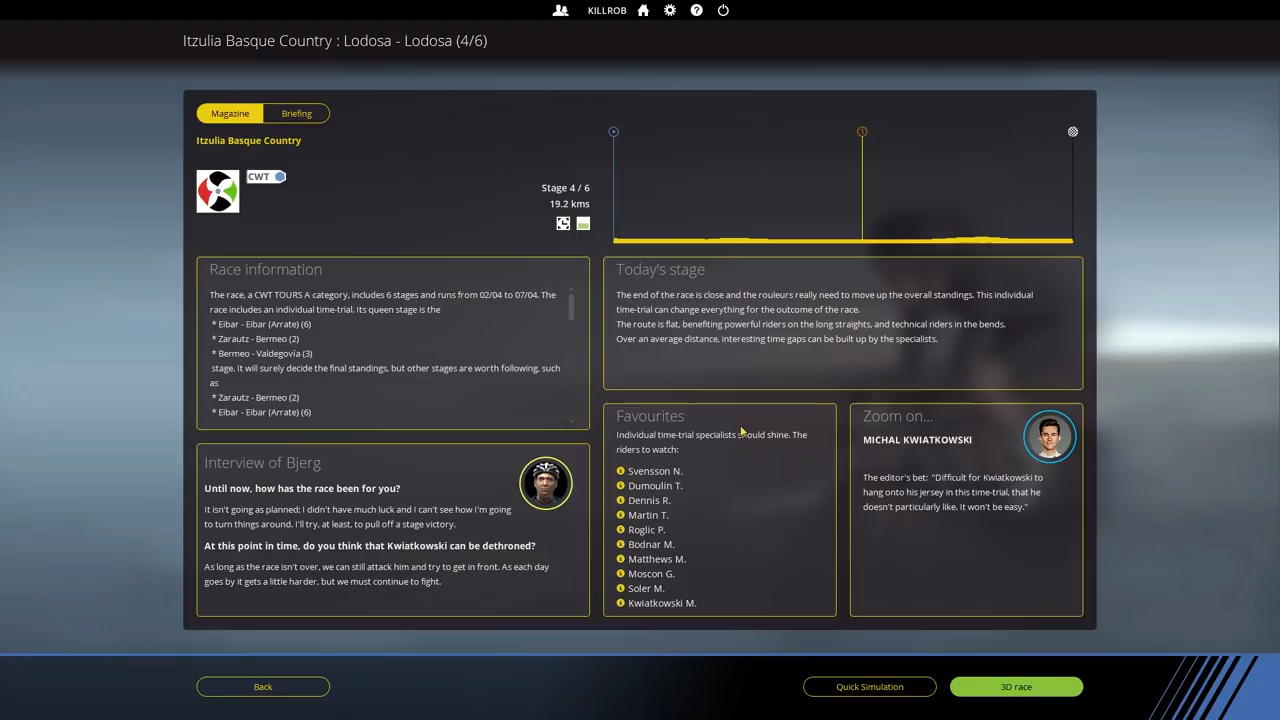 KILLROB
Itzulia Basque Country : Lodosa - Lodosa (4/6)
Magazine
Briefing
Itzulia Basque Country
CWT
Stage 4 / 6
19.2 kms
Race information
The race, a CWT TOURS A category, includes 6 stages and runs from 02/04 to 07/04. The
race includes an individual time-trial. Its queen stage is the
* Eibar - Eibar (Arrate) (6)
* Zarautz - Bermeo (2)
* Bermeo - Valdegovía (3)
stage. It will surely decide the final standings, but other stages are worth following, such
as
* Zarautz - Bermeo (2)
* Eibar - Eibar (Arrate) (6)
Today's stage
The end of the race is close and the rouleurs really need to move up the overall standings. This individual
time-trial can change everything for the outcome of the race.
The route is flat, benefiting powerful riders on the long straights, and technical riders in the bends.
Over an average distance, interesting time gaps can be built up by the specialists.
Interview of Bjerg
Until now, how has the race been for you?
It isn't going as planned; I didn't have much luck and I can't see how I'm going
to turn things around. I'll try, at least, to pull off a stage victory.
At this point in time, do you think that Kwiatkowski can be dethroned?
As long as the race isn't over, we can still attack him and try to get in front. As each day
goes by it gets a little harder, but we must continue to fight.
Favourites
Individual time-trial specialists should shine. The
riders to watch:
Svensson N.
Dumoulin T.
Dennis R.
Martin T.
Roglic P.
Bodnar M.
Matthews M.
Moscon G.
Soler M.
Kwiatkowski M.
Zoom on...
MICHAL KWIATKOWSKI
The editor's bet: "Difficult for Kwiatkowski to
hang onto his jersey in this time-trial, that he
doesn't particularly like. It won't be easy."
Back
Quick Simulation
3D race